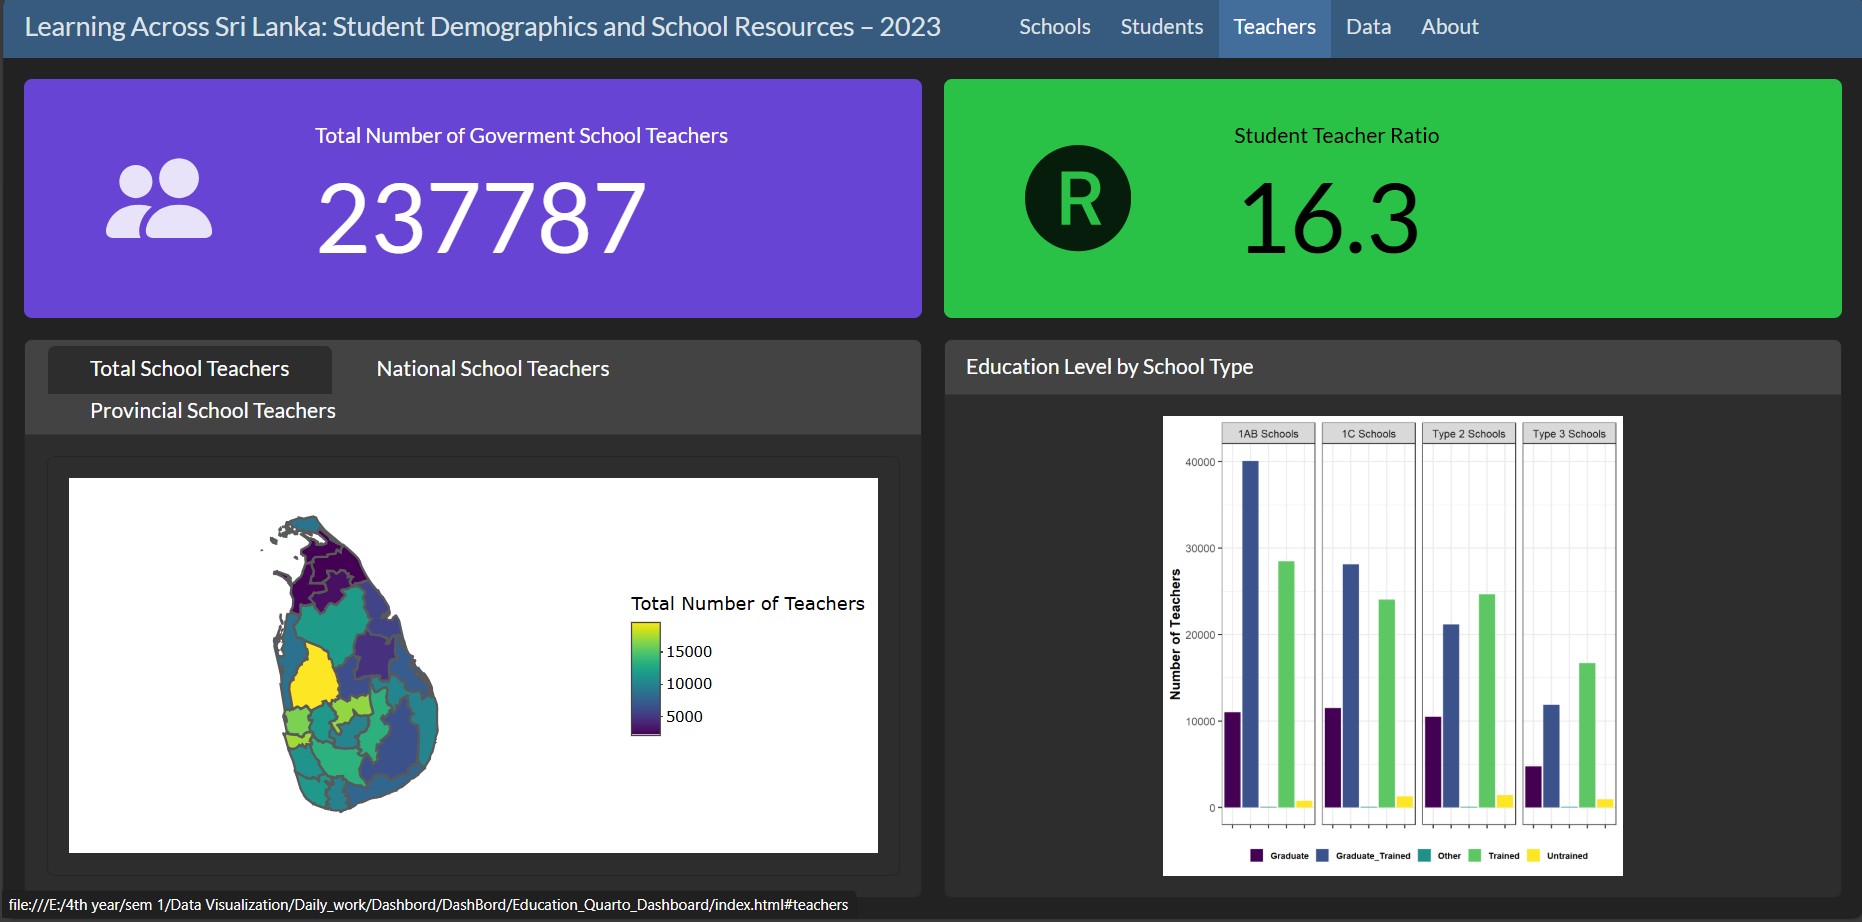 Learning Across Sri Lanka: Student Demographics and School Resources – 2023
Schools
Students
Teachers
Data
About
Total Number of Goverment School Teachers
237787
Student Teacher Ratio
R
16.3
Total School Teachers
National School Teachers
Provincial School Teachers
Total Number of Teachers
15000
10000
5000
Education Level by School Type
1AB Schools
1C Schools
Type 2 Schools
Type 3 Schools
Number of Teachers
40000
30000
20000
10000
0
Graduate
Graduate_Trained
Other
Trained
Untrained
file:///E:/4th year/sem 1/Data Visualization/Daily_work/Dashbord/DashBord/Education_Quarto_Dashboard/index.html#teachers